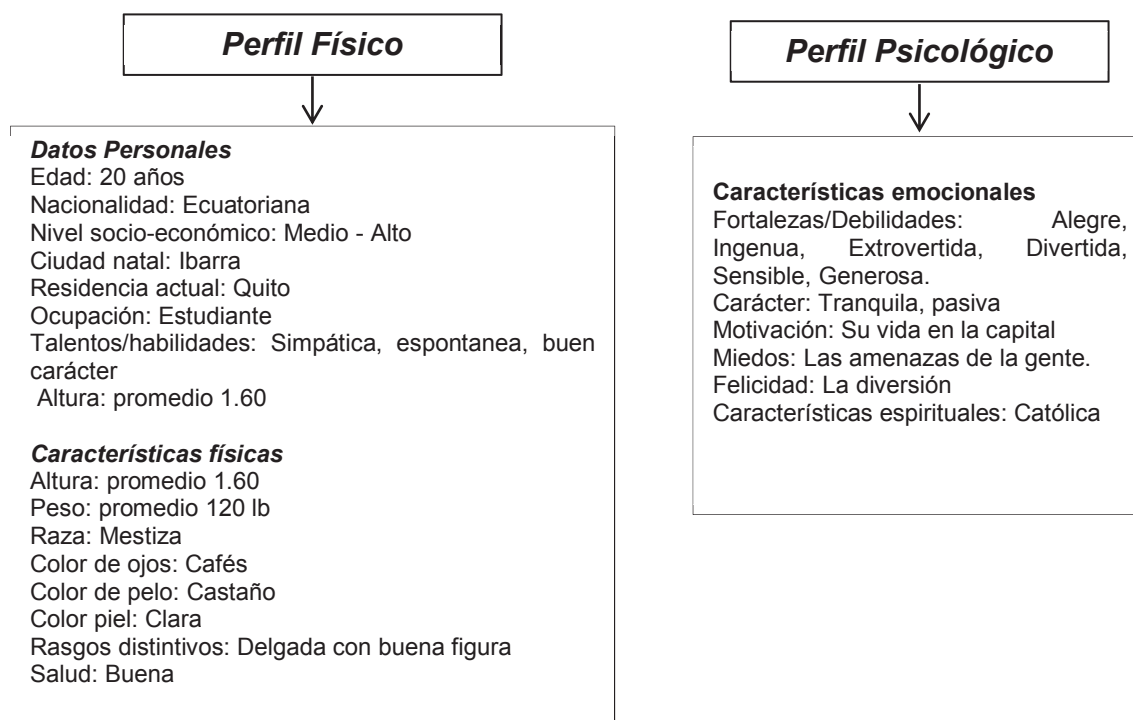 Perfil Físico
Datos Personales
Edad: 20 años
Nacionalidad: Ecuatoriana
Nivel socio-económico: Medio - Alto
Ciudad natal: Ibarra
Residencia actual: Quito
Ocupación: Estudiante
Talentos/habilidades: Simpática, espontanea, buen
carácter
Altura: promedio 1.60
Características físicas
Altura: promedio 1.60
Peso: promedio 120 lb
Raza: Mestiza
Color de ojos: Cafés
Color de pelo: Castaño
Color piel: Clara
Rasgos distintivos: Delgada con buena figura
Salud: Buena
Perfil Psicológico
Características emocionales
Fortalezas/Debilidades: Alegre,
Ingenua, Extrovertida, Divertida,
Sensible, Generosa.
Carácter: Tranquila, pasiva
Motivación: Su vida en la capital
Miedos: Las amenazas de la gente.
Felicidad: La diversión
Características espirituales: Católica